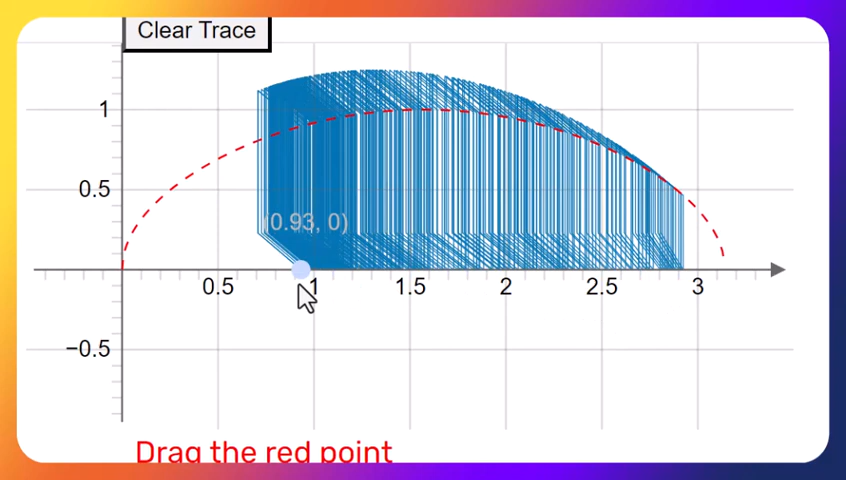 Clear Trace
1
0.5
(0.93, 0)
0.5 1 1.5 2 2.5 3
−0.5
Drag the red point